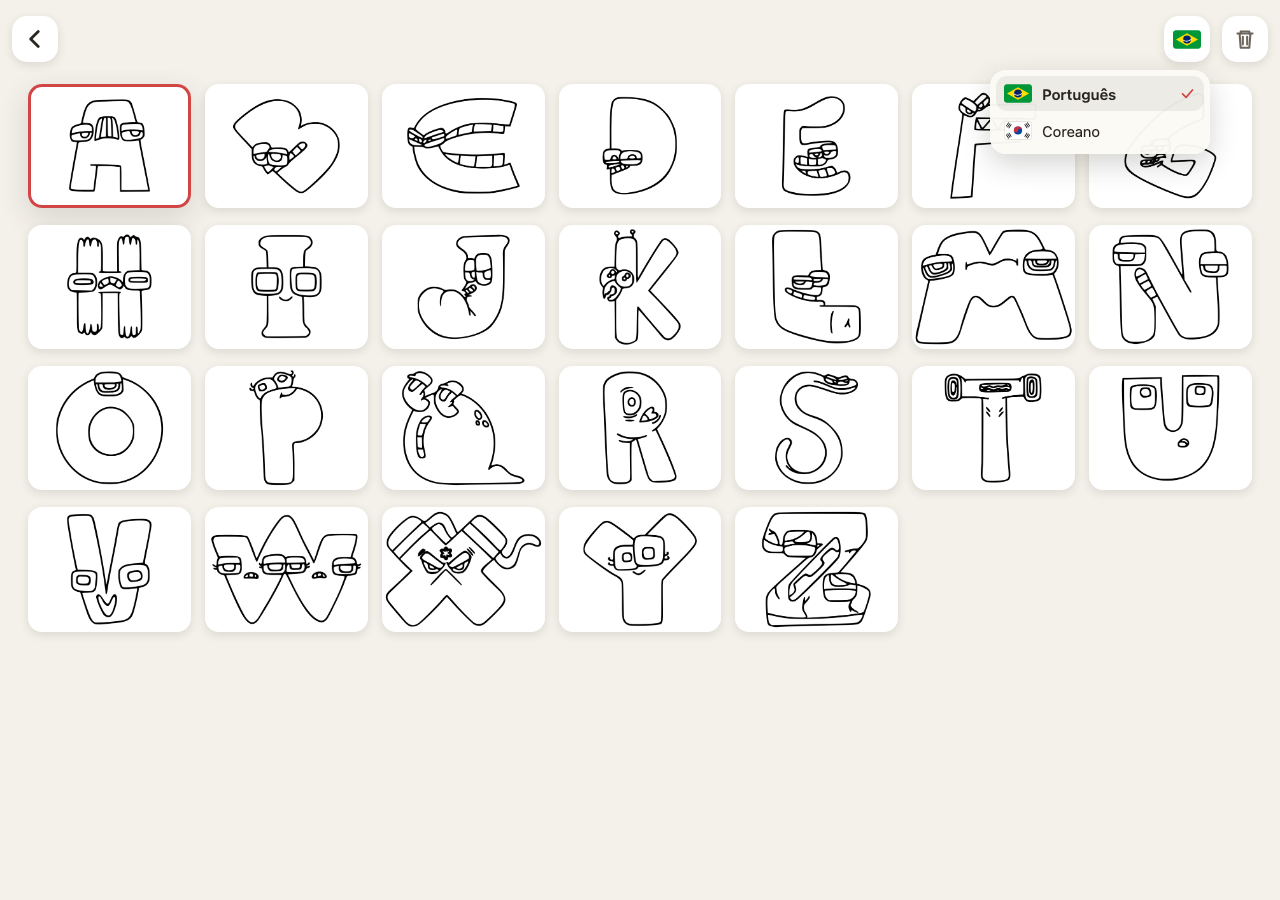 Português
Coreano
A B C D E F G
H I J K L M N
O P Q R S T U
V W X Y Z